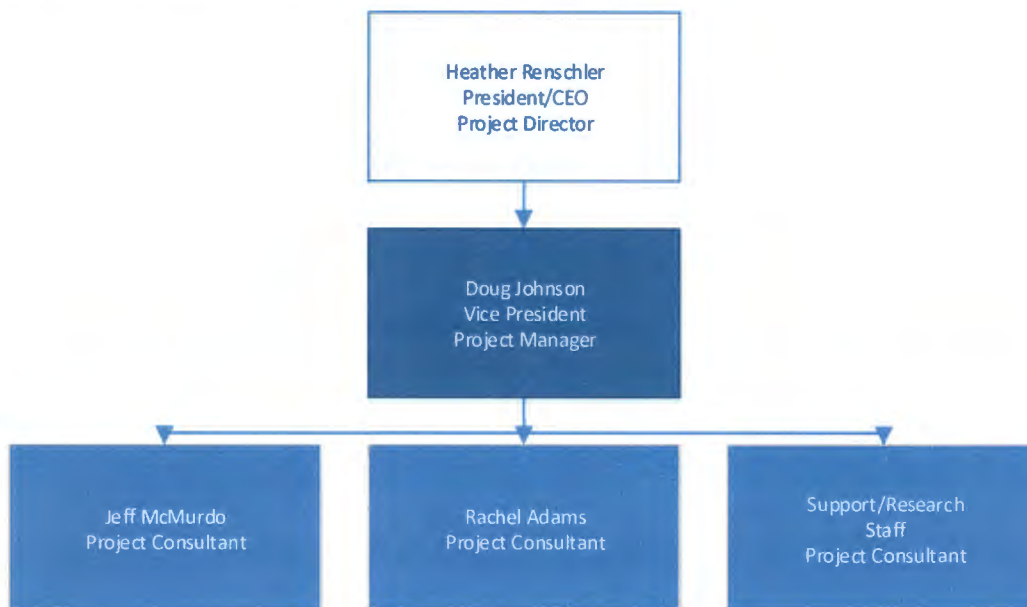 Heather Renschler
President/CEO
Project Director
Doug Johnson
Vice President
Project Manager
Jeff McMurdo
Project Consultant
Rachel Adams
Project Consultant
Support/Research
Staff
Project Consultant